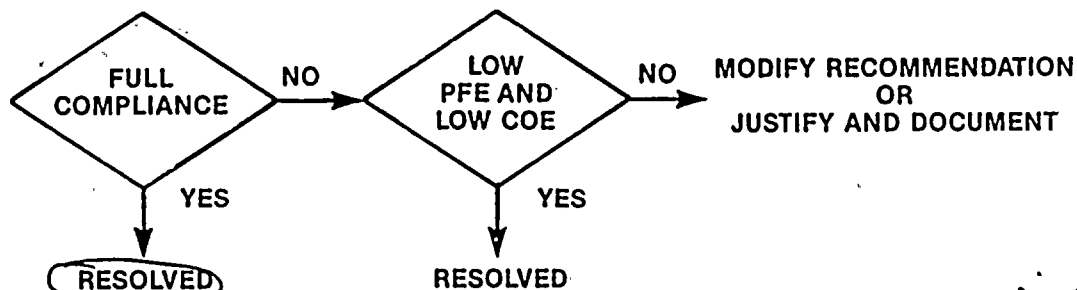 FULL
COMPLIANCE
NO
LOW
PFE AND
LOW COE
NO
MODIFY RECOMMENDATION
OR
JUSTIFY AND DOCUMENT
YES
YES
RESOLVED
RESOLVED